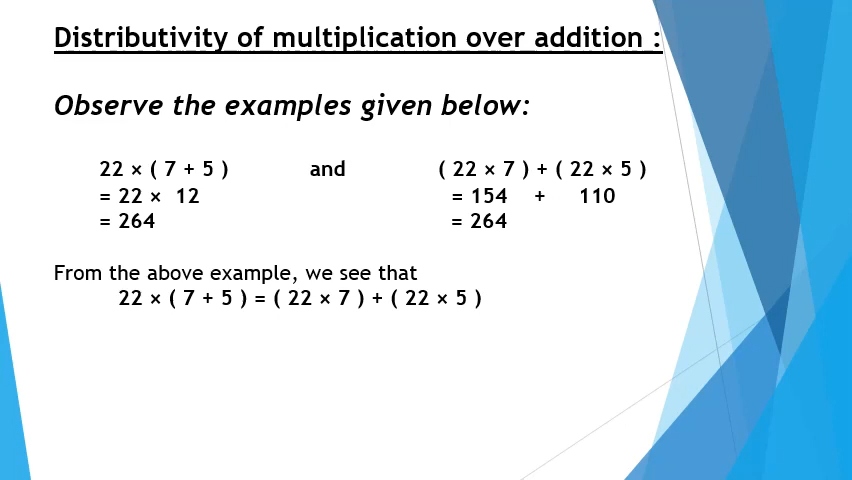 Distributivity of multiplication over addition :
Observe the examples given below:
22 × ( 7 + 5 ) and ( 22 × 7 ) + ( 22 × 5 )
= 22 × 12 = 154 + 110
= 264 = 264
From the above example, we see that
22 × ( 7 + 5 ) = ( 22 × 7 ) + ( 22 × 5 )